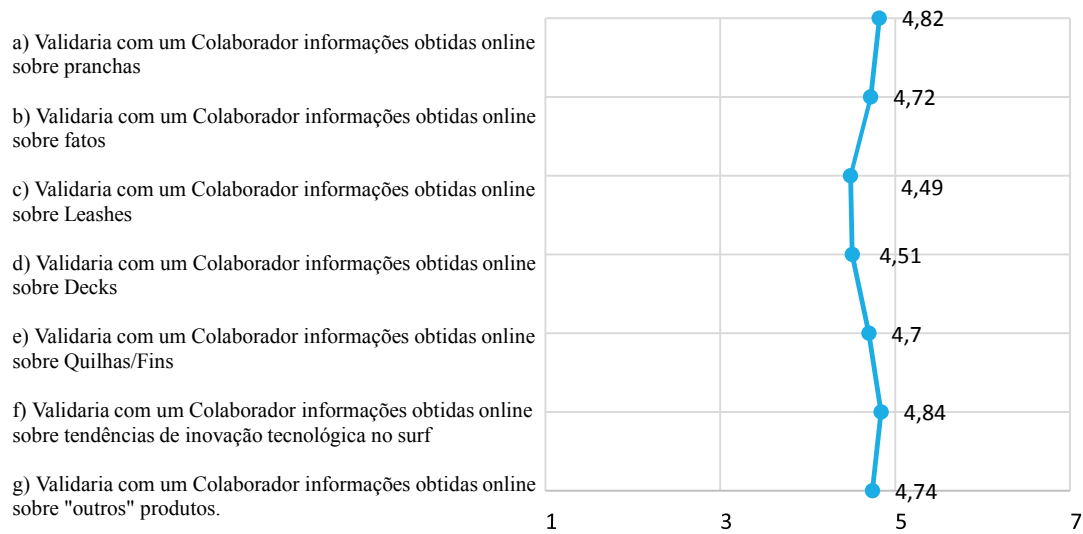 4,82
a) Validaria com um Colaborador informações obtidas online
sobre pranchas
4,72
b) Validaria com um Colaborador informações obtidas online
sobre fatos
4,49
c) Validaria com um Colaborador informações obtidas online
sobre Leashes
4,51
d) Validaria com um Colaborador informações obtidas online
sobre Decks
4,7
e) Validaria com um Colaborador informações obtidas online
sobre Quilhas/Fins
4,84
f) Validaria com um Colaborador informações obtidas online
sobre tendências de inovação tecnológica no surf
4,74
g) Validaria com um Colaborador informações obtidas online
sobre "outros" produtos.
1 3 5 7